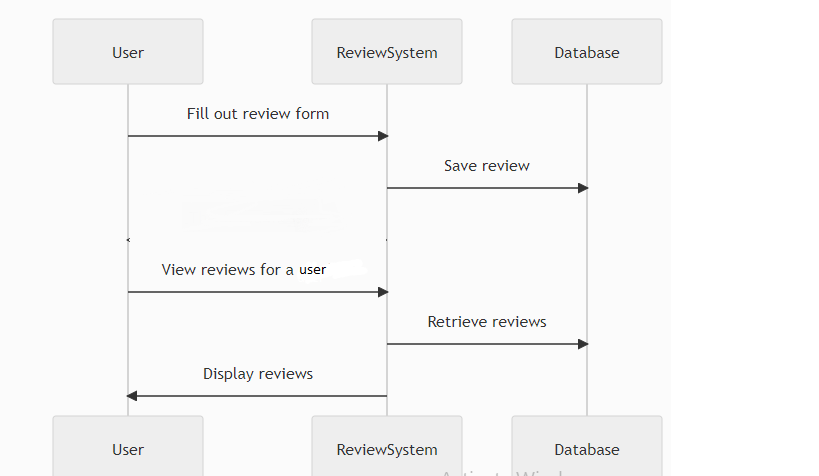 User
ReviewSystem
Database
Fill out review form
Save review
View reviews for a user
Retrieve reviews
Display reviews
User
ReviewSystem
Database